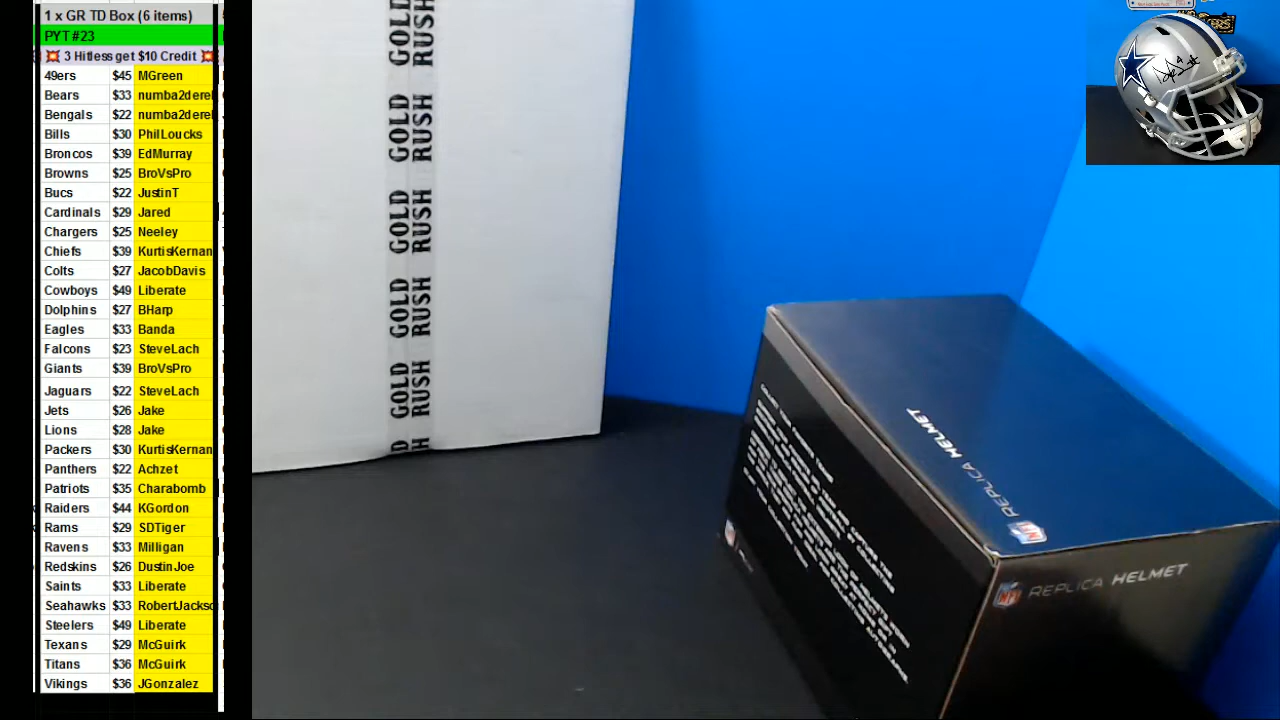 1 x GR TD Box (6 items)
PYT #23
3 Hitless get $10 Credit
49ers $45 MGreen
Bears $33 numba2dere
Bengals $22 numba2dere
Bills $30 PhilLoucks
Broncos $39 EdMurray
Browns $25 BroVsPro
Bucs $22 JustinT
Cardinals $29 Jared
Chargers $25 Neeley
Chiefs $39 KurtisKernan
Colts $27 JacobDavis
Cowboys $49 Liberate
Dolphins $27 BHarp
Eagles $33 Banda
Falcons $23 SteveLach
Giants $39 BroVsPro
Jaguars $22 SteveLach
Jets $26 Jake
Lions $28 Jake
Packers $30 KurtisKernan
Panthers $22 Achzet
Patriots $35 Charabomb
Raiders $44 KGordon
Rams $29 SDTiger
Ravens $33 Milligan
Redskins $26 DustinJoe
Saints $33 Liberate
Seahawks $33 RobertJackso
Steelers $49 Liberate
Texans $29 McGuirk
Titans $36 McGuirk
Vikings $36 JGonzalez
GOLD RUSH
GOLD RUSH
GOLD RUSH
GOLD RUSH
GOLD RUSH
REPLICA HELMET
NFL REPLICA HELMET